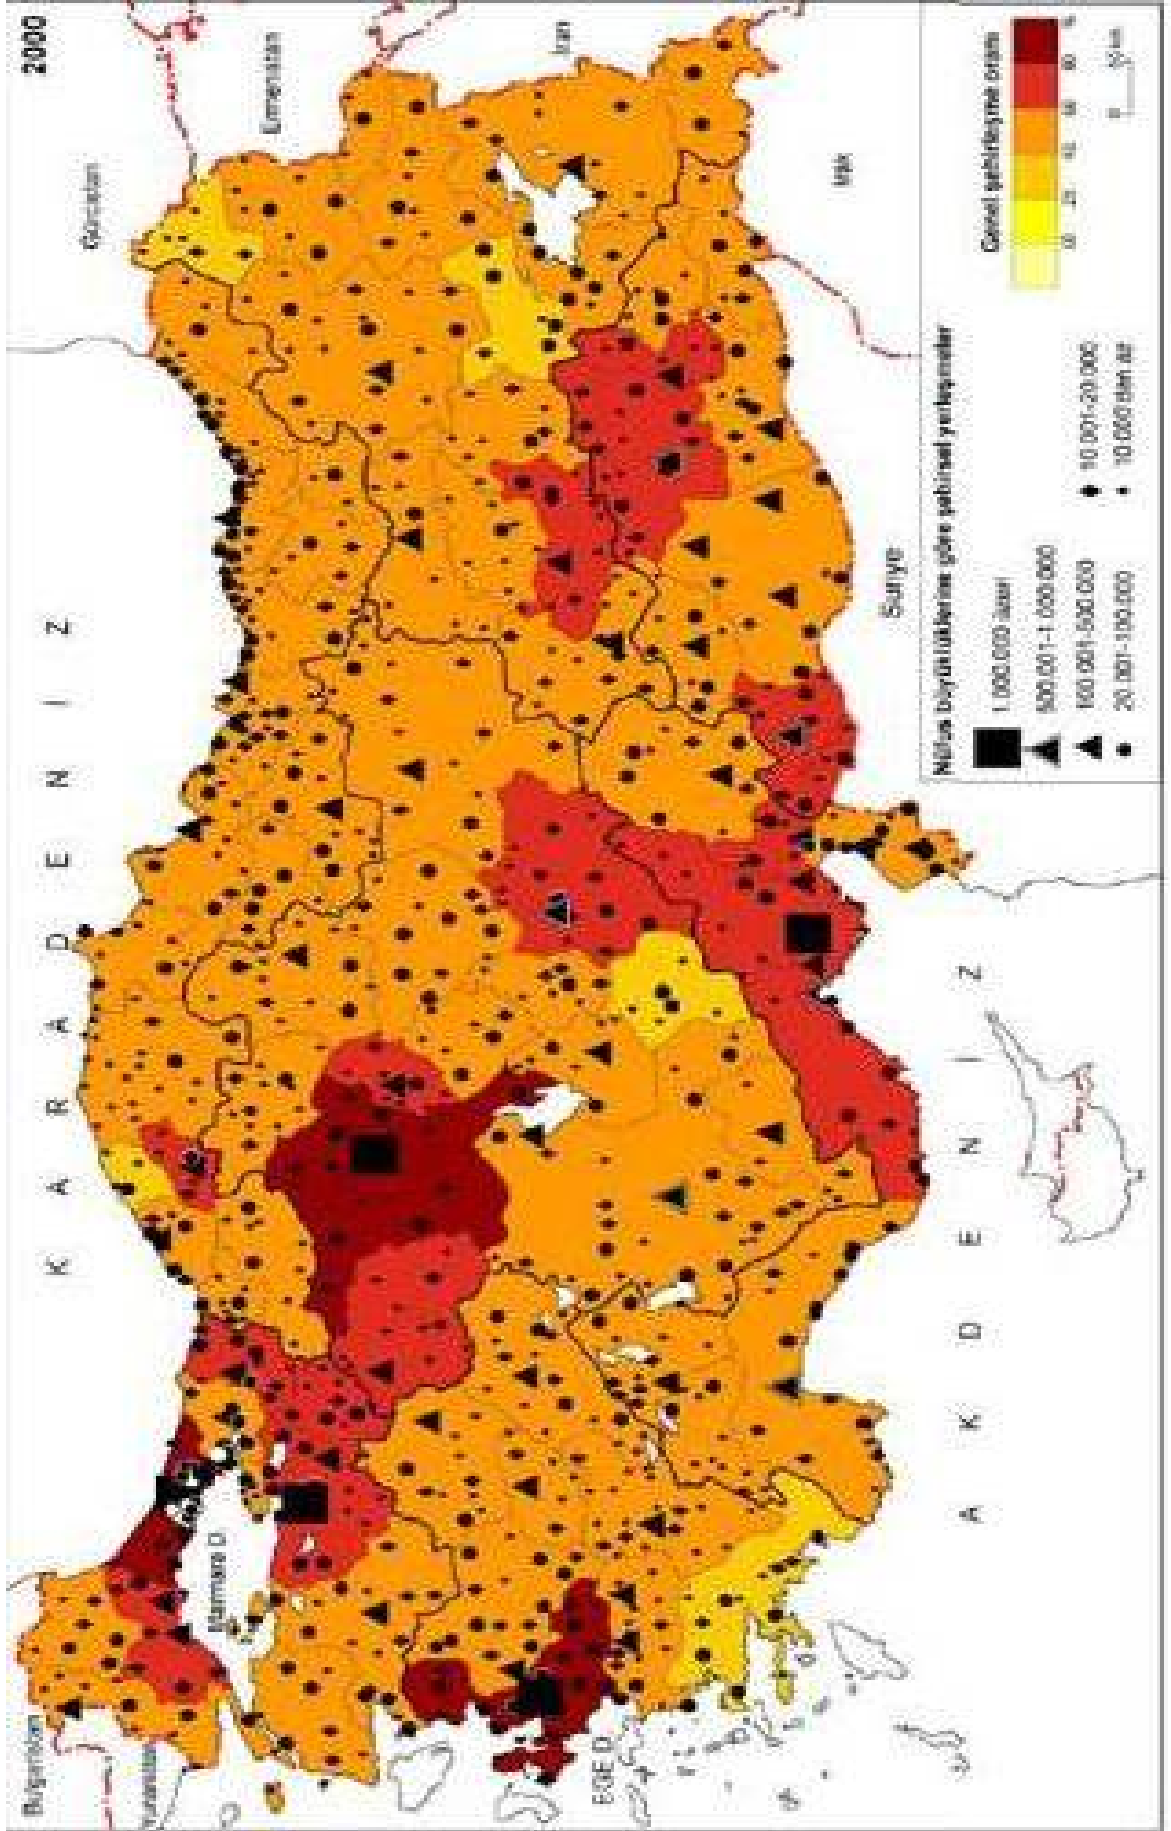 2000
Bulgaristan
Yunanistan
Gürcistan
Ermenistan
İran
Irak
Suriye
K A R A D E N İ Z
Marmara D.
EGE D.
A K D E N İ Z
Nüfus büyüklüklerine göre şehirsel yerleşmeler
1.000.000 üzeri
500.001-1.000.000
100.001-500.000
20.001-100.000
10.001-20.000
10.000'den az
Genel şehirleşme oranı
0